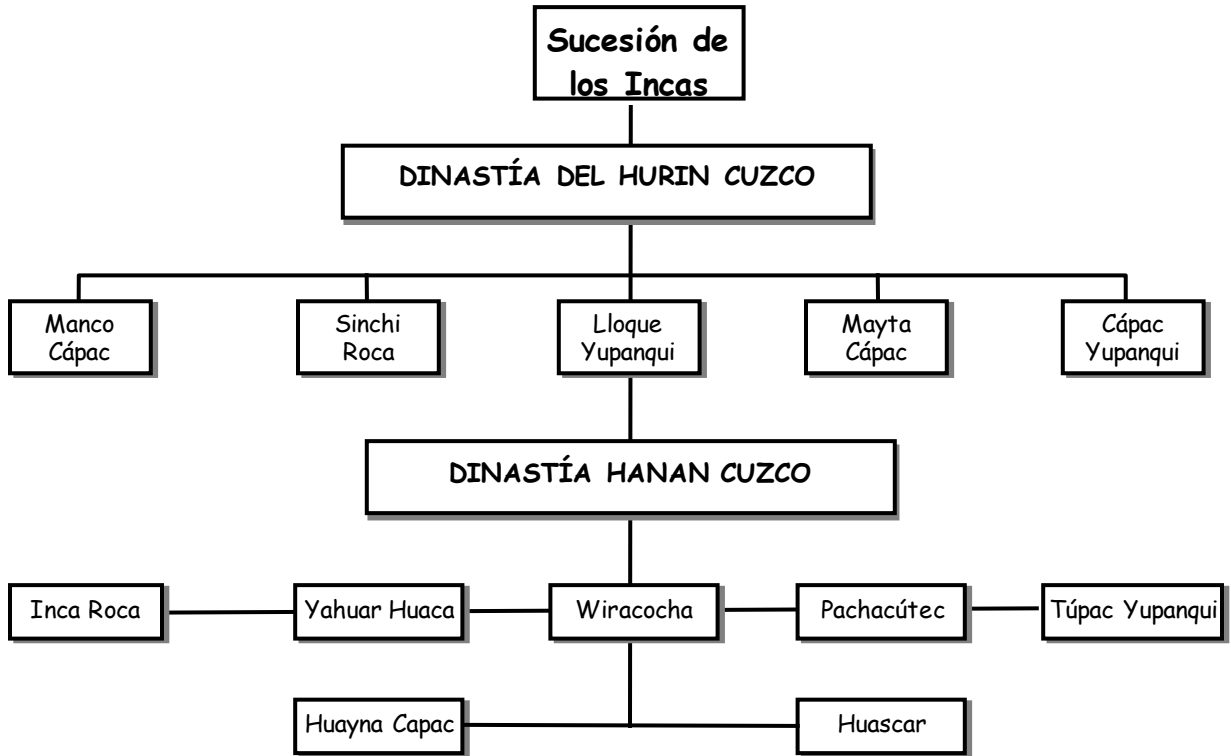 Sucesión de
los Incas
DINASTÍA DEL HURIN CUZCO
Manco
Cápac
Sinchi
Roca
Lloque
Yupanqui
Mayta
Cápac
Cápac
Yupanqui
DINASTÍA HANAN CUZCO
Inca Roca
Yahuar Huaca
Wiracocha
Pachacútec
Túpac Yupanqui
Huayna Capac
Huascar